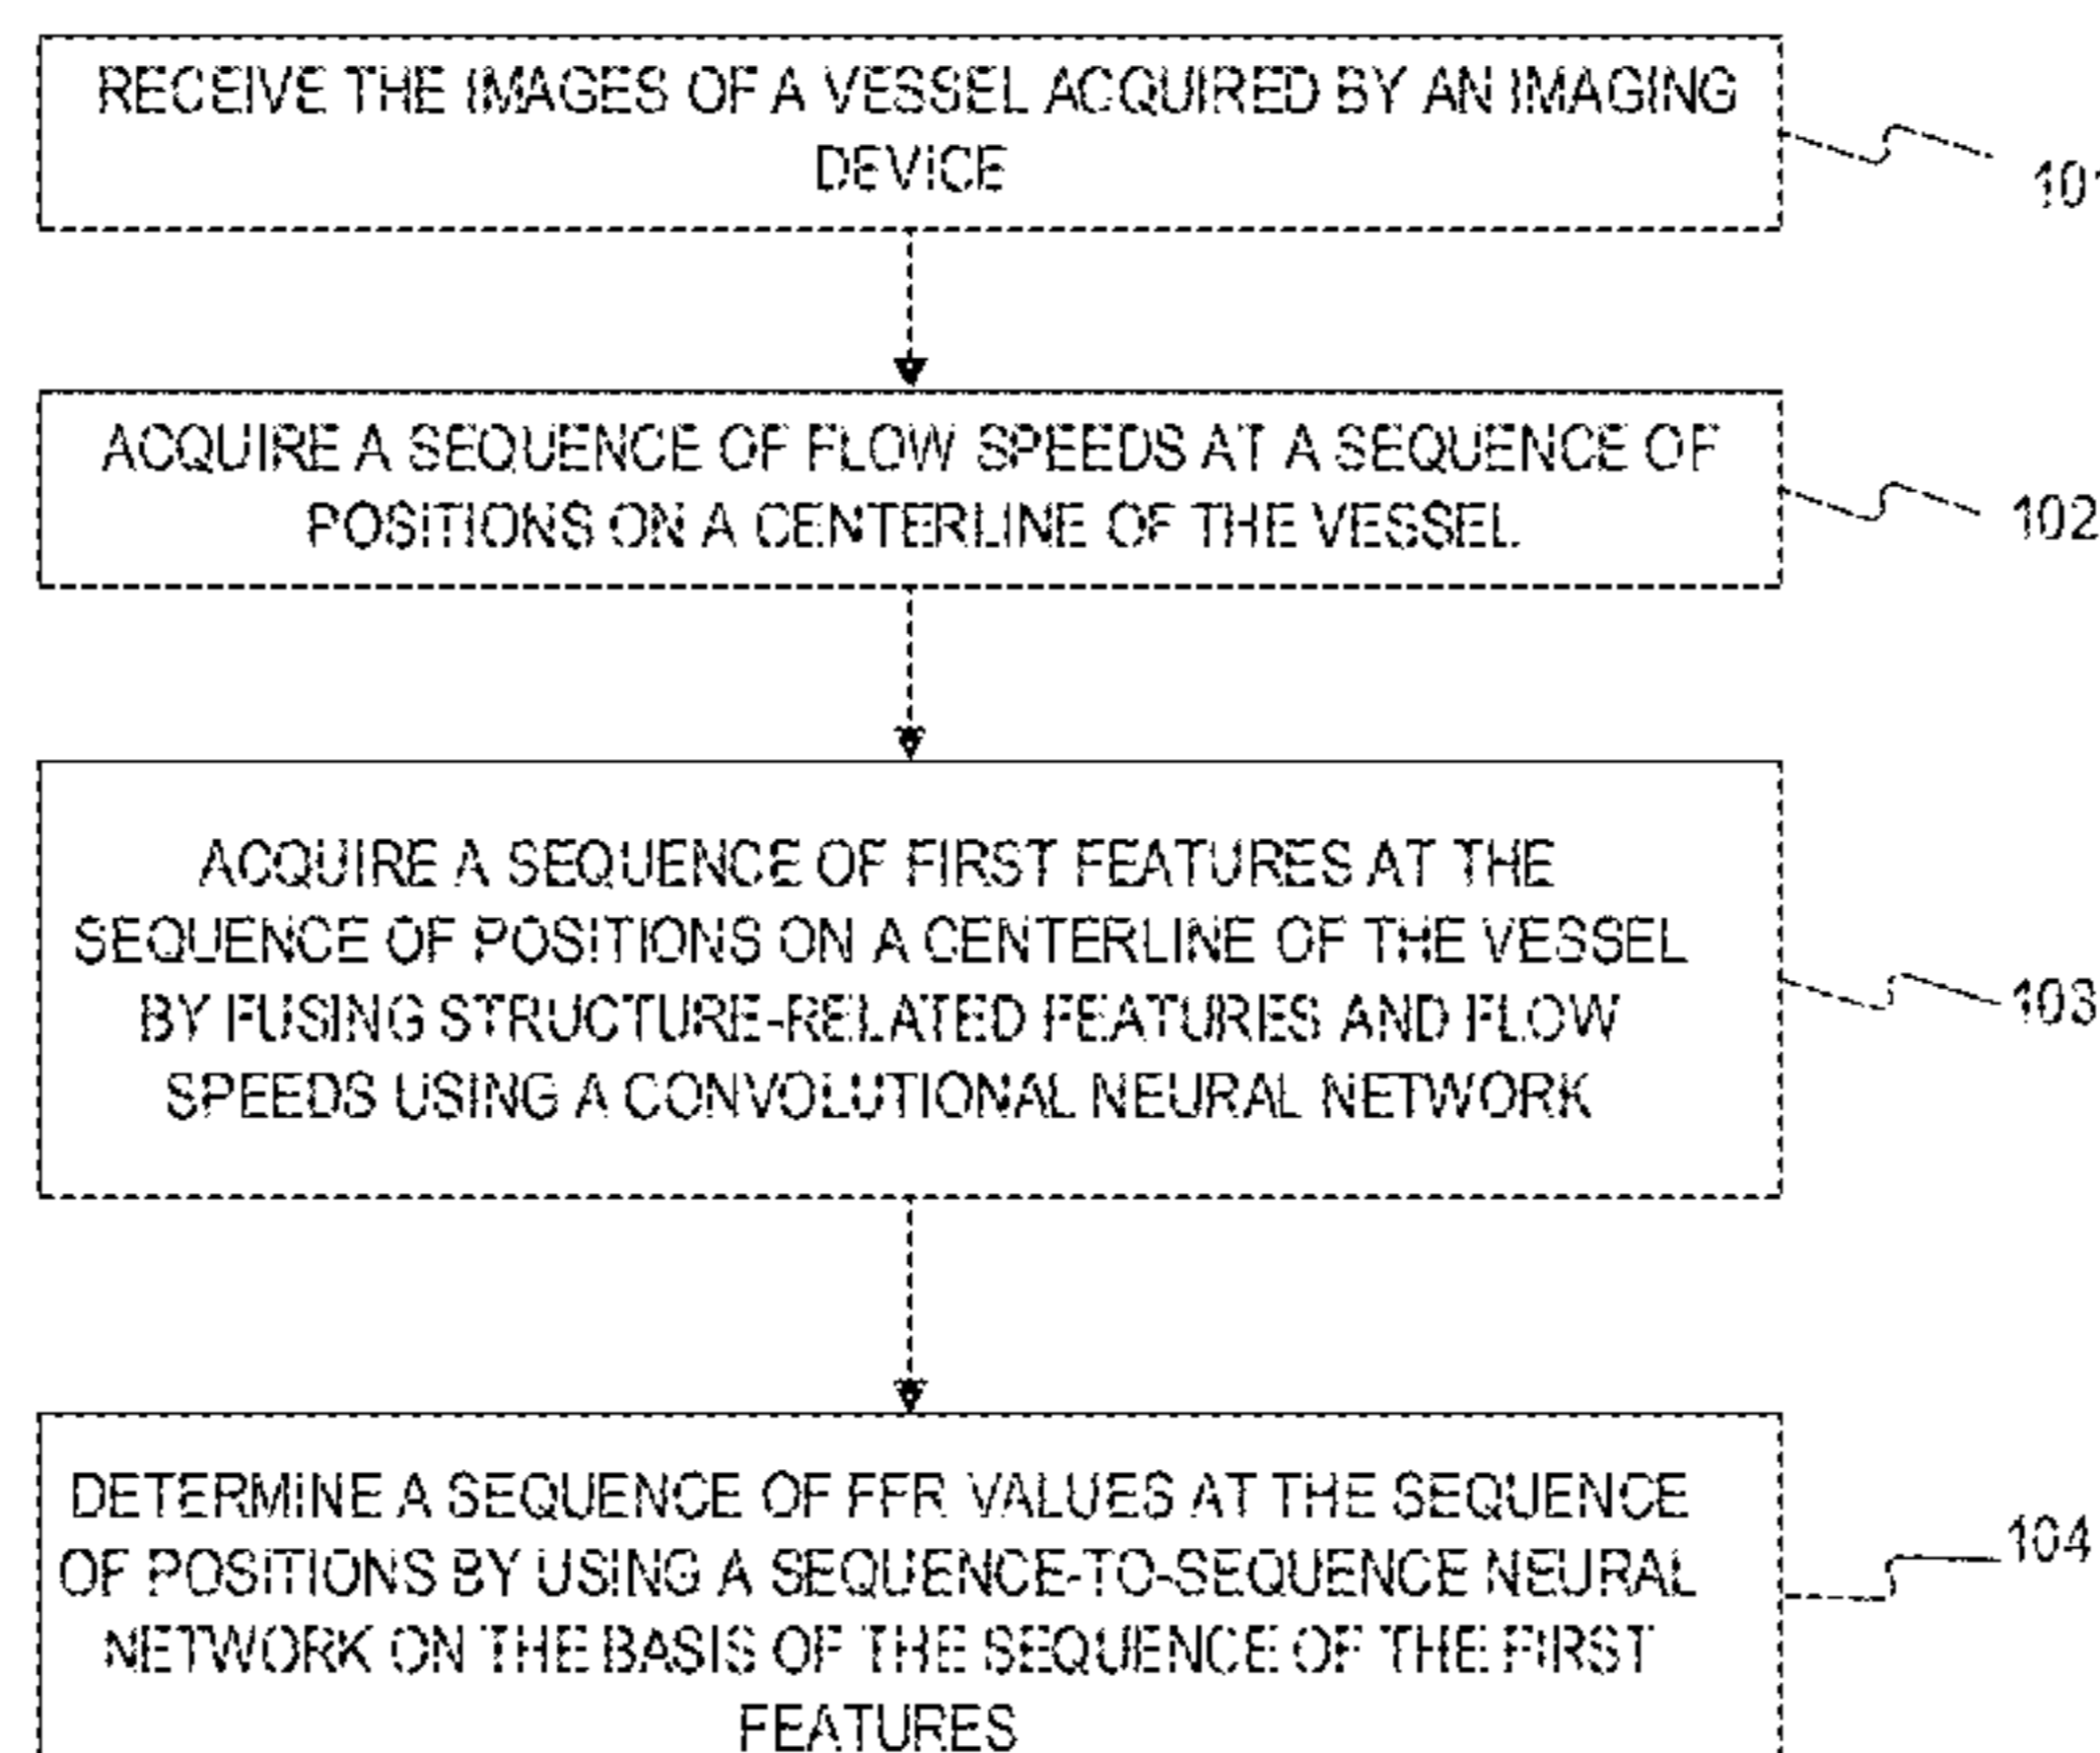 RECEIVE THE IMAGES OF A VESSEL ACQUIRED BY AN IMAGING
DEVICE
101
ACQUIRE A SEQUENCE OF FLOW SPEEDS AT A SEQUENCE OF
POSITIONS ON A CENTERLINE OF THE VESSEL
102
ACQUIRE A SEQUENCE OF FIRST FEATURES AT THE
SEQUENCE OF POSITIONS ON A CENTERLINE OF THE VESSEL
BY FUSING STRUCTURE-RELATED FEATURES AND FLOW
SPEEDS USING A CONVOLUTIONAL NEURAL NETWORK
103
DETERMINE A SEQUENCE OF FFR VALUES AT THE SEQUENCE
OF POSITIONS BY USING A SEQUENCE-TO-SEQUENCE NEURAL
NETWORK ON THE BASIS OF THE SEQUENCE OF THE FIRST
FEATURES
104